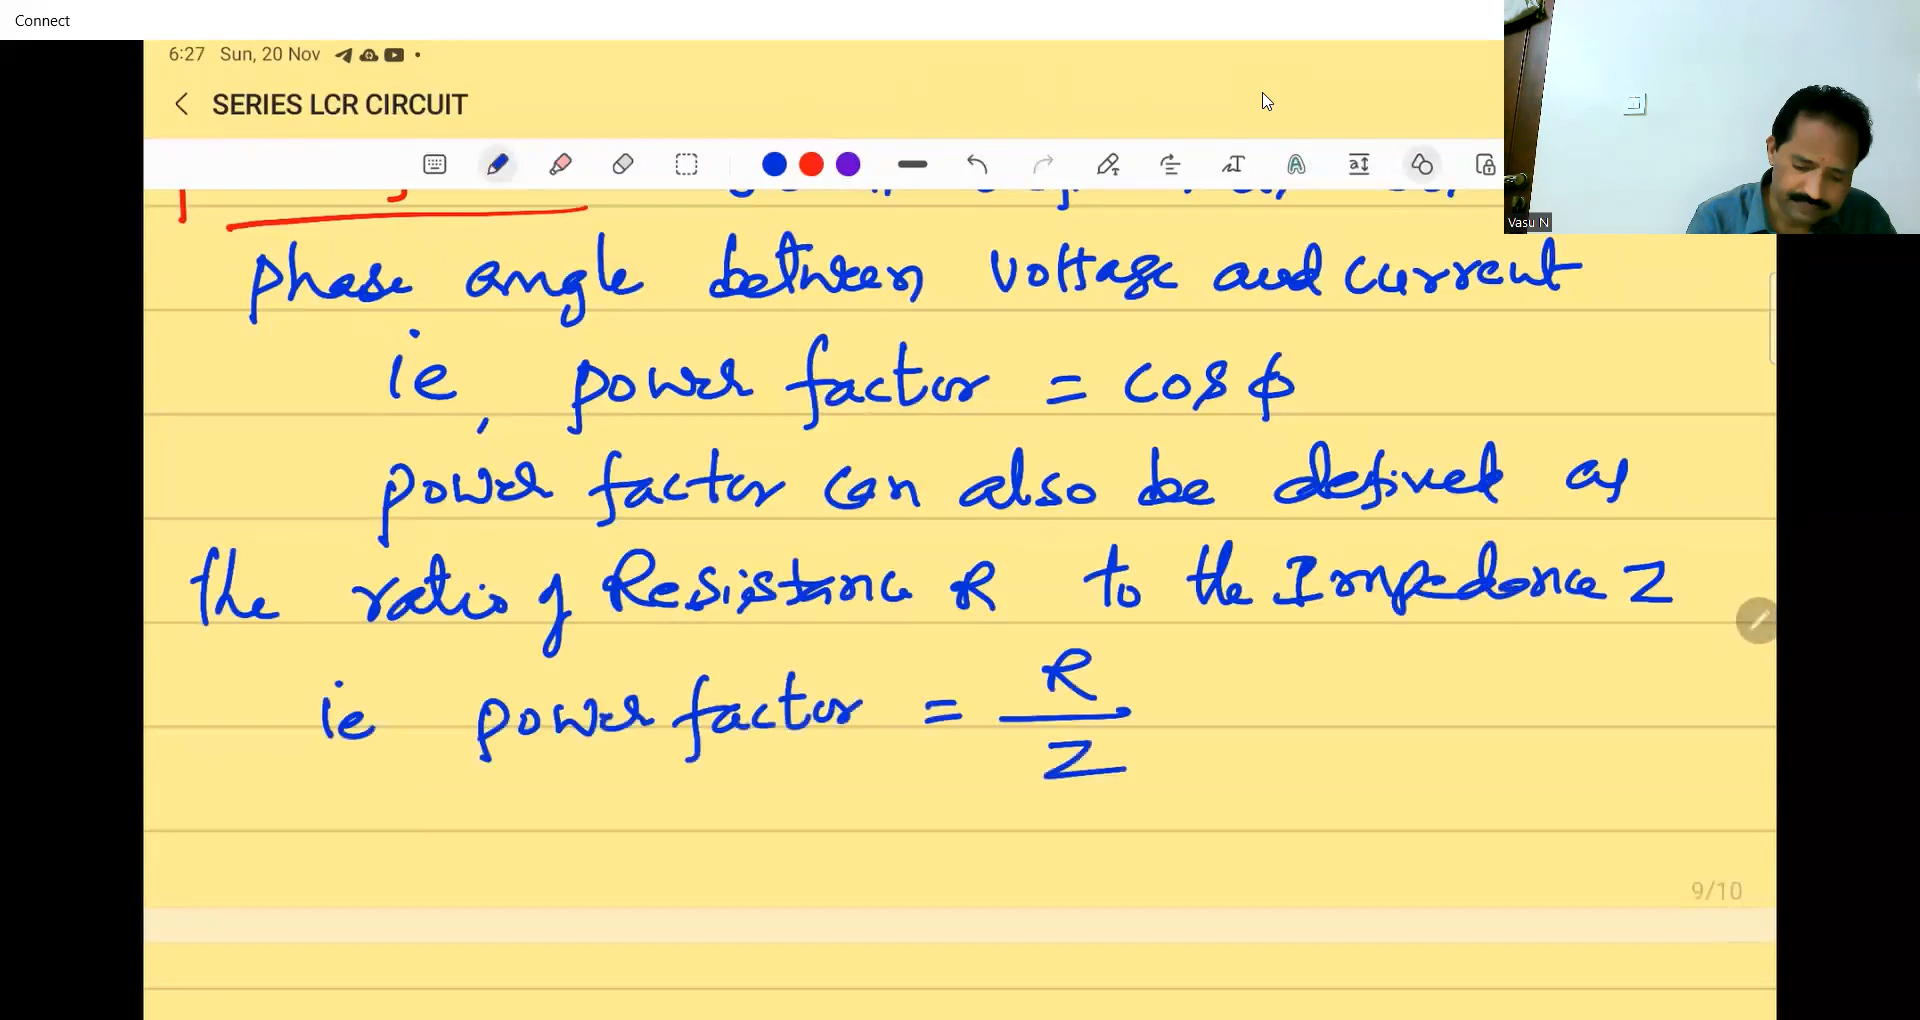 Connect
6:27 Sun, 20 Nov
SERIES LCR CIRCUIT
Vasu N
phase angle between voltage and current
ie, power factor = cos ϕ
power factor can also be defined as
the ratio of Resistance R to the Impedance Z
ie power factor = R/Z
9/10